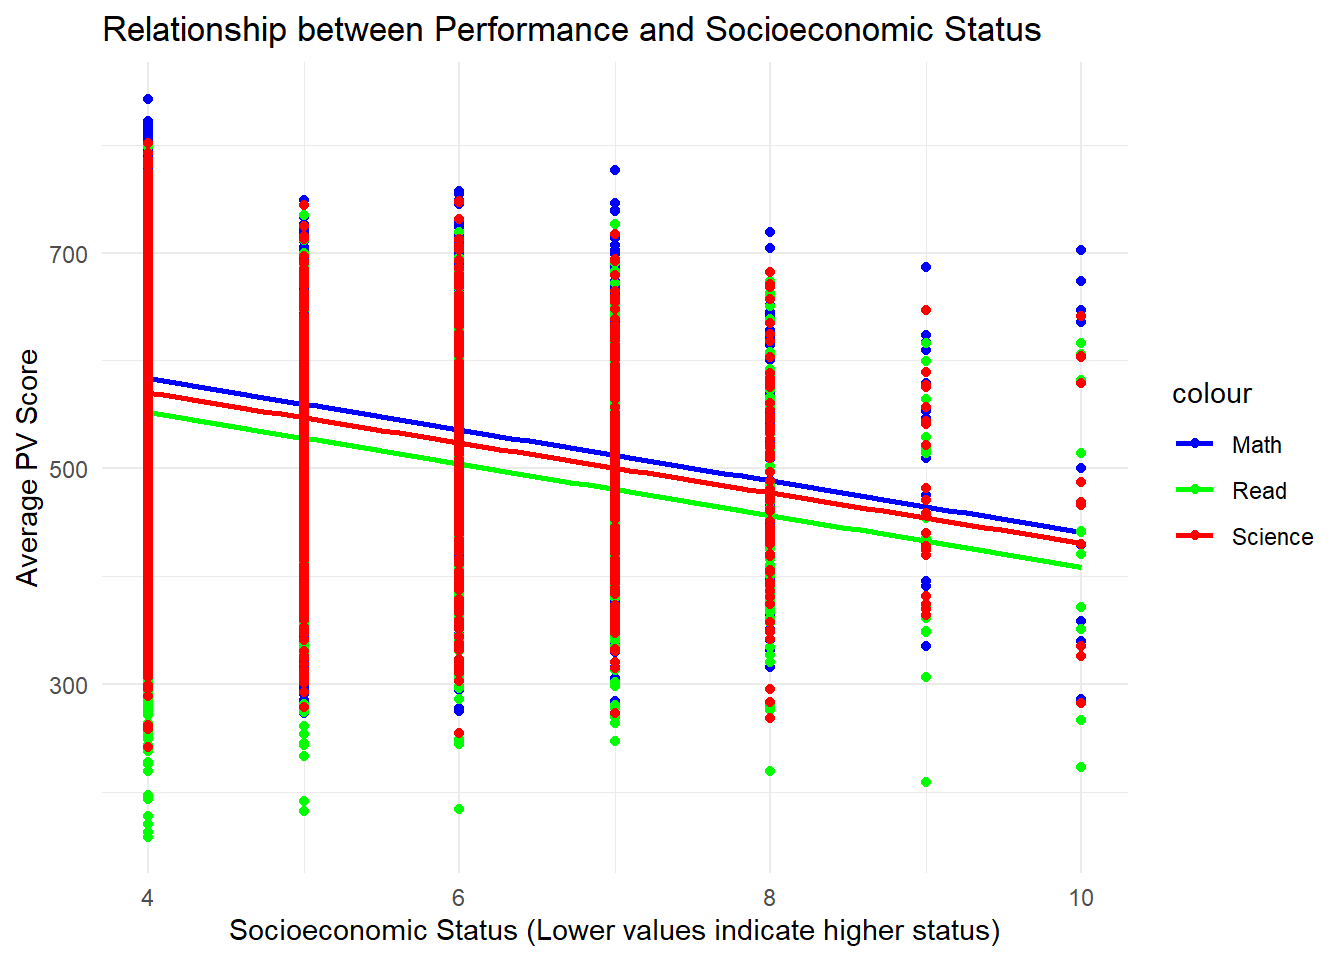 Relationship between Performance and Socioeconomic Status
Average PV Score
700
500
300
4
6
8
10
Socioeconomic Status (Lower values indicate higher status)
colour
Math
Read
Science